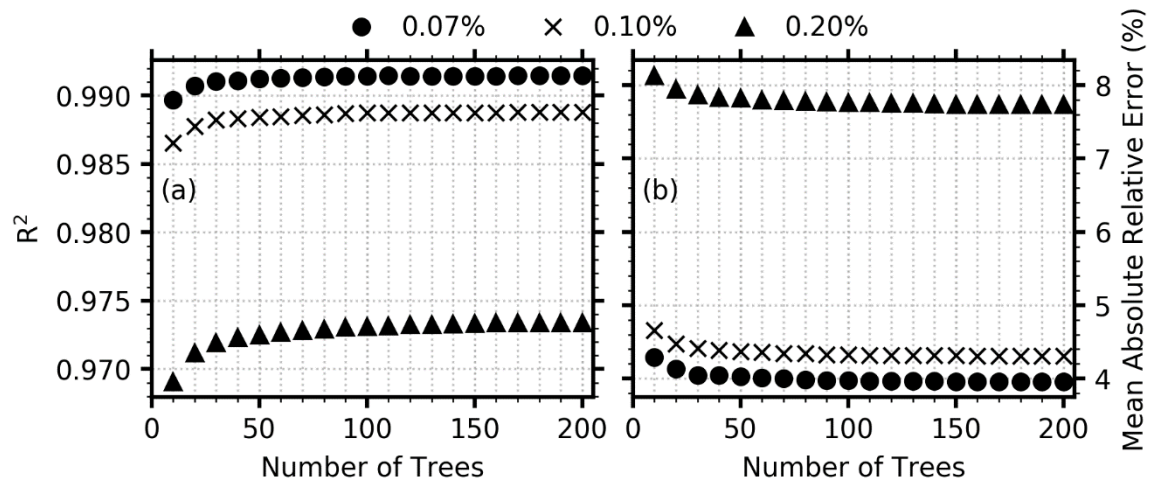 0.07% 0.10% 0.20%
0.990
0.985
0.980
0.975
0.970
R²
(a)
0 50 100 150 200
Number of Trees
(b)
8
7
6
5
4
Mean Absolute Relative Error (%)
0 50 100 150 200
Number of Trees